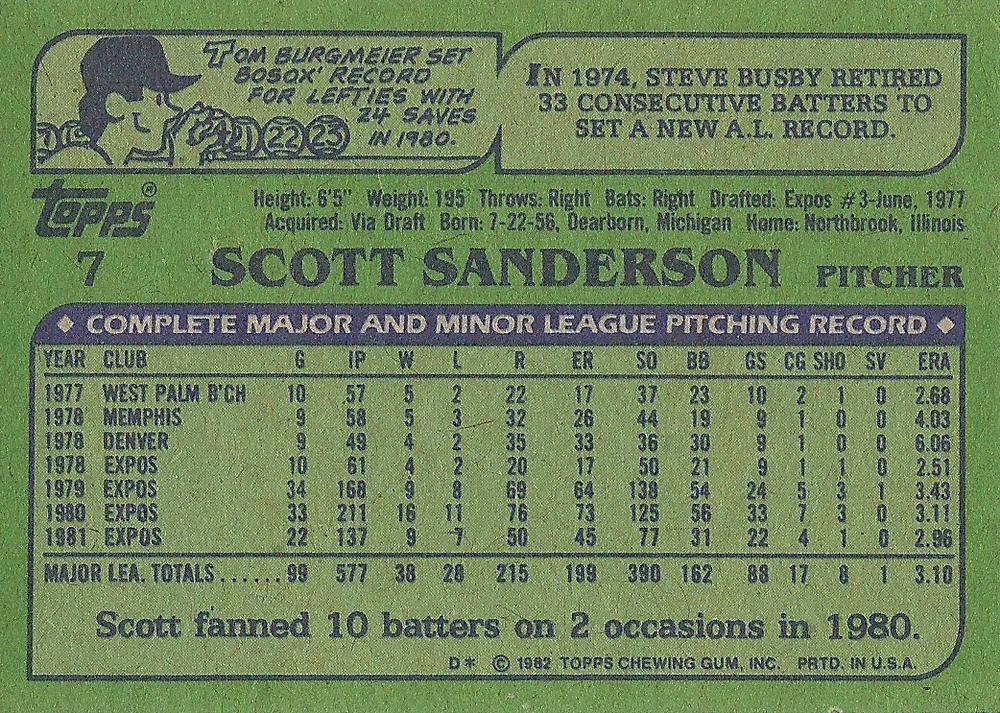 TOM BURGMEIER SET
BOSOX' RECORD
FOR LEFTIES WITH
24 SAVES
IN 1980.
21 22 23
IN 1974, STEVE BUSBY RETIRED
33 CONSECUTIVE BATTERS TO
SET A NEW A.L. RECORD.
topps®
Height: 6'5" Weight: 195 Throws: Right Bats: Right Drafted: Expos #3-June, 1977
Acquired: Via Draft Born: 7-22-56, Dearborn, Michigan Home: Northbrook, Illinois
7 SCOTT SANDERSON PITCHER
◆ COMPLETE MAJOR AND MINOR LEAGUE PITCHING RECORD ◆
YEAR CLUB G IP W L R ER SO BB GS CG SHO SV ERA
1977 WEST PALM B'CH 10 57 5 2 22 17 37 23 10 2 1 0 2.68
1978 MEMPHIS 9 58 5 3 32 26 44 19 9 1 0 0 4.03
1978 DENVER 9 49 4 2 35 33 36 30 9 1 0 0 6.06
1978 EXPOS 10 61 4 2 20 17 50 21 9 1 1 0 2.51
1979 EXPOS 34 168 9 8 69 64 138 54 24 5 3 1 3.43
1980 EXPOS 33 211 16 11 76 73 125 56 33 7 3 0 3.11
1981 EXPOS 22 137 9 7 50 45 77 31 22 4 1 0 2.96
MAJOR LEA. TOTALS...... 99 577 38 28 215 199 390 162 88 17 8 1 3.10
Scott fanned 10 batters on 2 occasions in 1980.
D* © 1982 TOPPS CHEWING GUM, INC. PRTD. IN U.S.A.